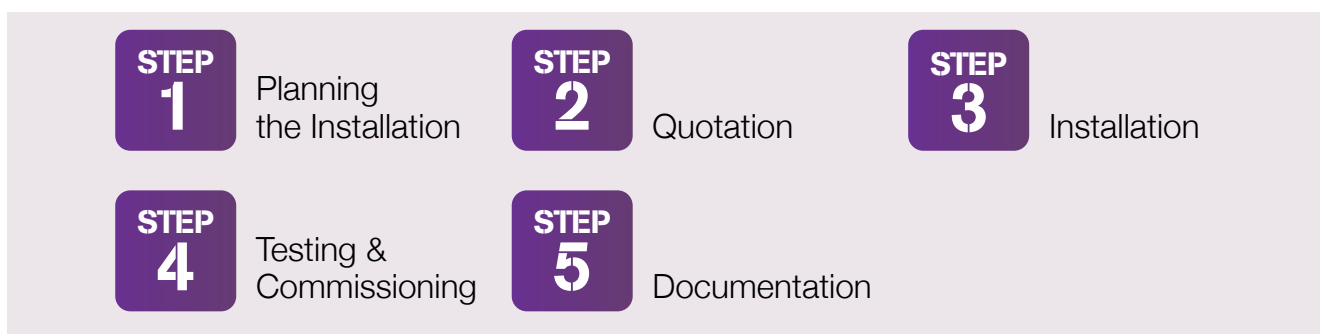 STEP
1
Planning
the Installation
STEP
2
Quotation
STEP
3
Installation
STEP
4
Testing &
Commissioning
STEP
5
Documentation